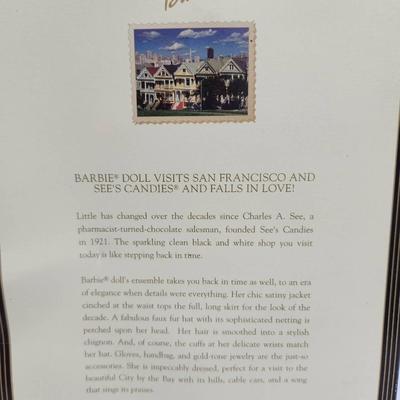 BARBIE® DOLL VISITS SAN FRANCISCO AND
SEE'S CANDIES® AND FALLS IN LOVE!
Little has changed over the decades since Charles A. See, a
pharmacist-turned-chocolate salesman, founded See's Candies
in 1921. The sparkling clean black and white shop you visit
today is like stepping back in time.
Barbie® doll's ensemble takes you back in time as well, to an era
of elegance when details were everything. Her chic satiny jacket
cinched at the waist tops the full, long skirt for the look of the
decade. A fabulous faux fur hat with its sophisticated netting is
perched upon her head. Her hair is smoothed into a stylish
chignon. And, of course, the cuffs at her delicate wrists match
her hat. Gloves, handbag, and gold-tone jewelry are the just-so
accessories. She is impeccably dressed, perfect for a visit to the
beautiful City by the Bay with its hills, cable cars, and a song
that sings its praises.